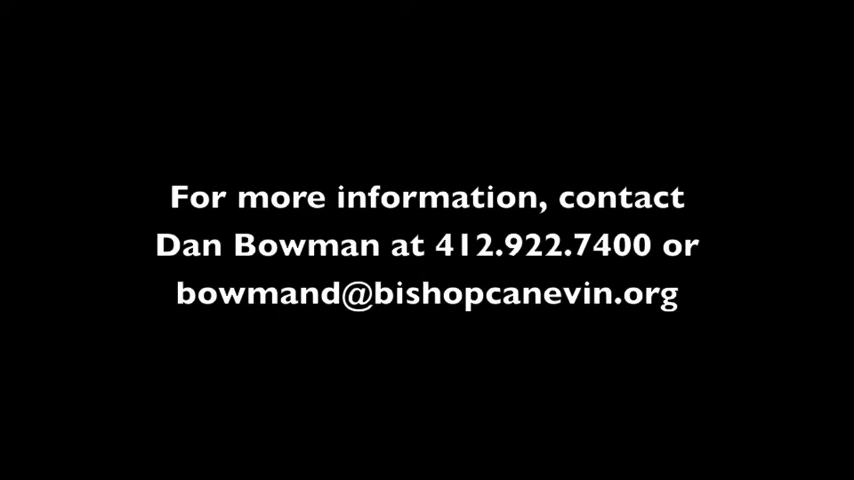 For more information, contact
Dan Bowman at 412.922.7400 or
bowmand@bishopcanevin.org